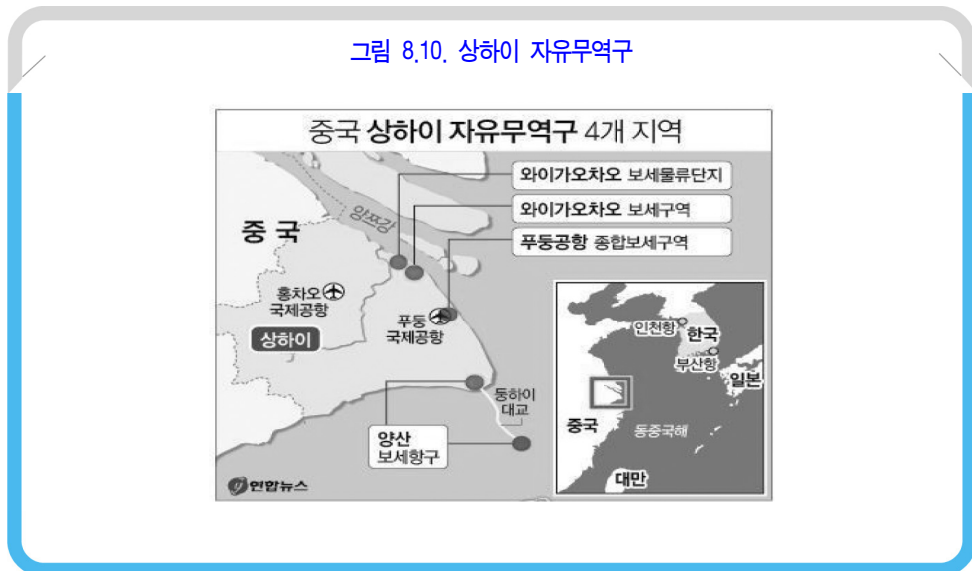 그림 8.10. 상하이 자유무역구
중국 상하이 자유무역구 4개 지역
와이가오차오 보세물류단지
와이가오차오 보세구역
푸둥공항 종합보세구역
양쯔강
중국
홍차오
국제공항
푸둥
국제공항
상하이
둥하이
대교
양산
보세항구
인천항
한국
부산항
일본
중국
동중국해
대만
연합뉴스